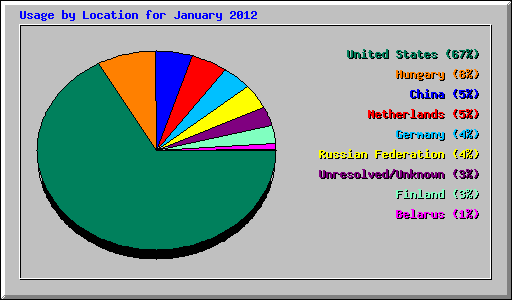 Usage by Location for January 2012
United States (67%)
Hungary (8%)
China (5%)
Netherlands (5%)
Germany (4%)
Russian Federation (4%)
Unresolved/Unknown (3%)
Finland (3%)
Belarus (1%)